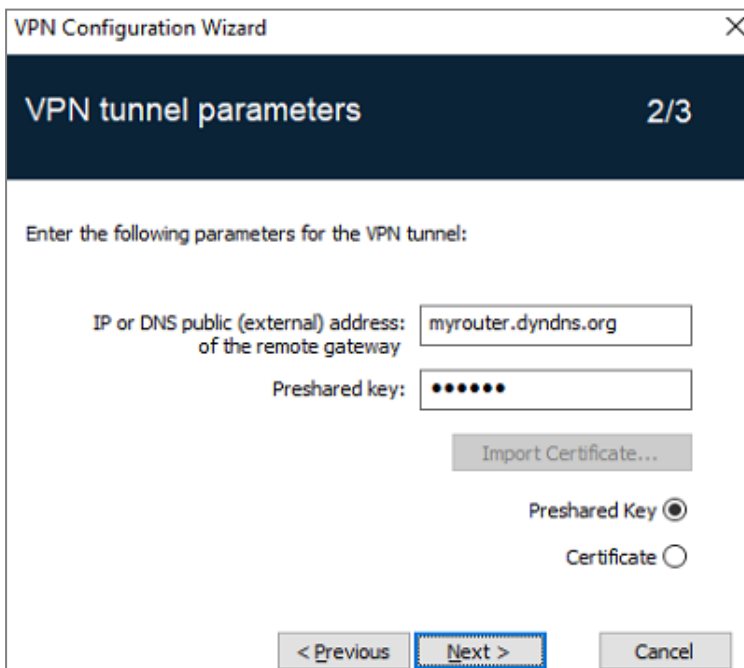 VPN Configuration Wizard
VPN tunnel parameters 2/3
Enter the following parameters for the VPN tunnel:
IP or DNS public (external) address: myrouter.dyndns.org
of the remote gateway
Preshared key: ●●●●●●
Import Certificate...
Preshared Key
Certificate
< Previous Next > Cancel